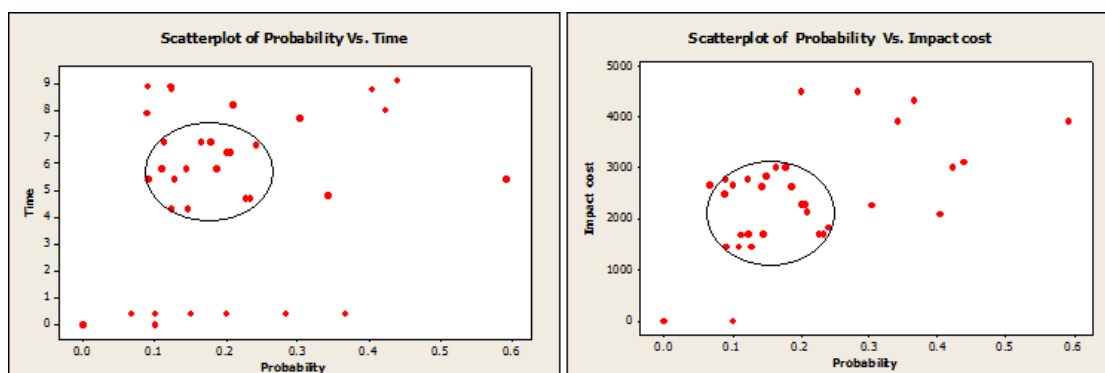 Scatterplot of Probability Vs. Time
9
8
7
6
5
4
3
2
1
0
Time
0.0 0.1 0.2 0.3 0.4 0.5 0.6
Probability
Scatterplot of Probability Vs. Impact cost
5000
4000
3000
2000
1000
0
Impact cost
0.0 0.1 0.2 0.3 0.4 0.5 0.6
Probability